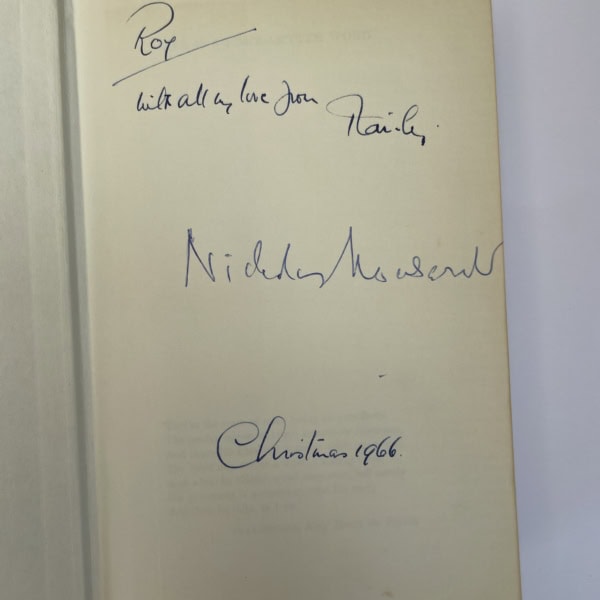 Roy
with all my love from
Nicholas Monsarrat
Christmas 1966.